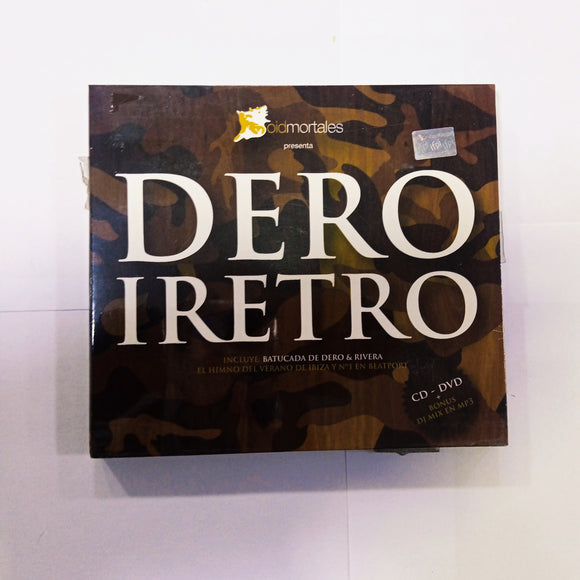 oidmortales
presenta
DERO
IRETRO
INCLUYE: BATUCADA DE DERO & RIVERA
EL HIMNO DEL VERANO DE IBIZA Y Nº1 EN BEATPORT
CD - DVD
+
BONUS
DJ MIX EN MP3